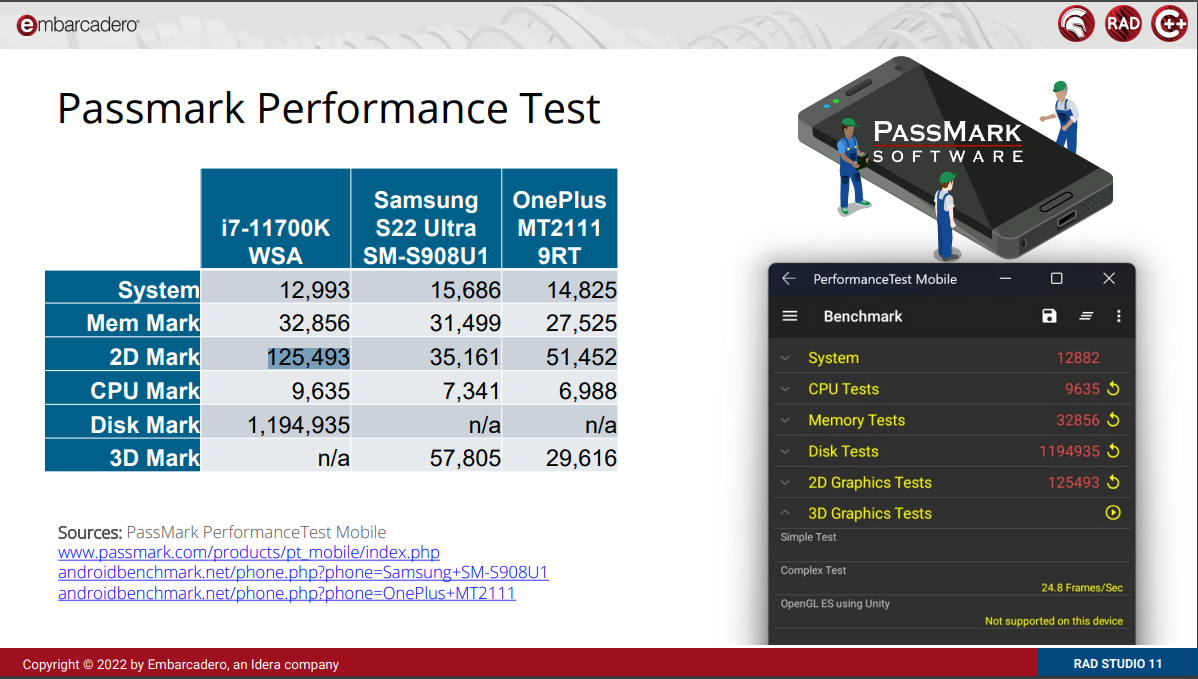 embarcadero
RAD
C++
Passmark Performance Test
PASSMARK
SOFTWARE
i7-11700K WSA
Samsung S22 Ultra SM-S908U1
OnePlus MT2111 9RT
System 12,993 15,686 14,825
Mem Mark 32,856 31,499 27,525
2D Mark 125,493 35,161 51,452
CPU Mark 9,635 7,341 6,988
Disk Mark 1,194,935 n/a n/a
3D Mark n/a 57,805 29,616
PerformanceTest Mobile
Benchmark
System 12882
CPU Tests 9635
Memory Tests 32856
Disk Tests 1194935
2D Graphics Tests 125493
3D Graphics Tests
Simple Test
Complex Test
24.8 Frames/Sec
OpenGL ES using Unity
Not supported on this device
Sources: PassMark PerformanceTest Mobile
www.passmark.com/products/pt_mobile/index.php
androidbenchmark.net/phone.php?phone=Samsung+SM-S908U1
androidbenchmark.net/phone.php?phone=OnePlus+MT2111
Copyright © 2022 by Embarcadero, an Idera company
RAD STUDIO 11